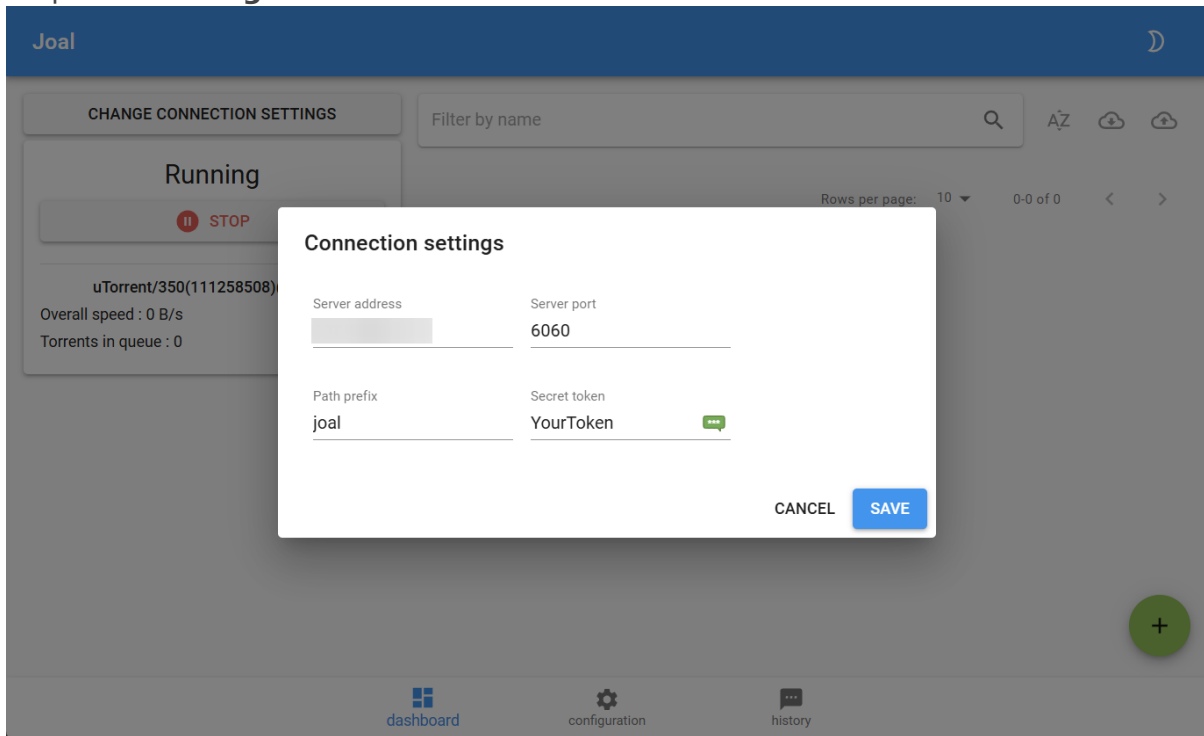 Joal
CHANGE CONNECTION SETTINGS
Filter by name
AZ
Running
STOP
Rows per page: 10
0-0 of 0
uTorrent/350(111258508)
Overall speed : 0 B/s
Torrents in queue : 0
Connection settings
Server address
Server port
6060
Path prefix
Secret token
joal
YourToken
CANCEL
SAVE
+
dashboard
configuration
history